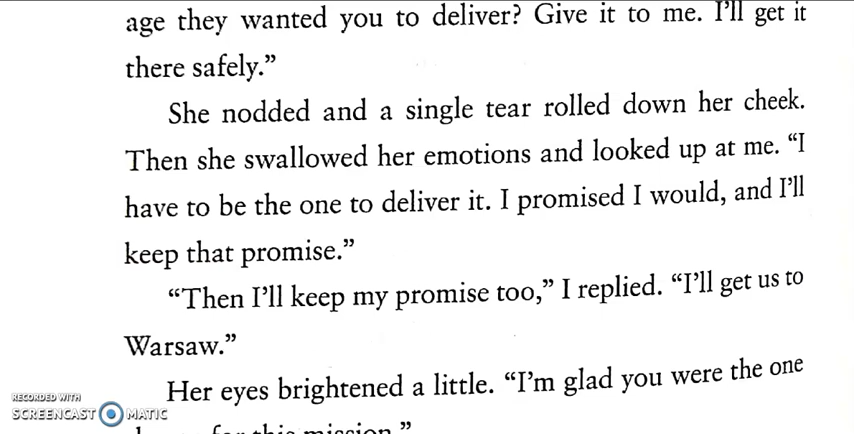 age they wanted you to deliver? Give it to me. I'll get it
there safely.”
She nodded and a single tear rolled down her cheek.
Then she swallowed her emotions and looked up at me. “I
have to be the one to deliver it. I promised I would, and I'll
keep that promise.”
“Then I'll keep my promise too,” I replied. “I'll get us to
Warsaw.”
Her eyes brightened a little. “I'm glad you were the one
for this mission.”
RECORDED WITH
SCREENCAST MATIC